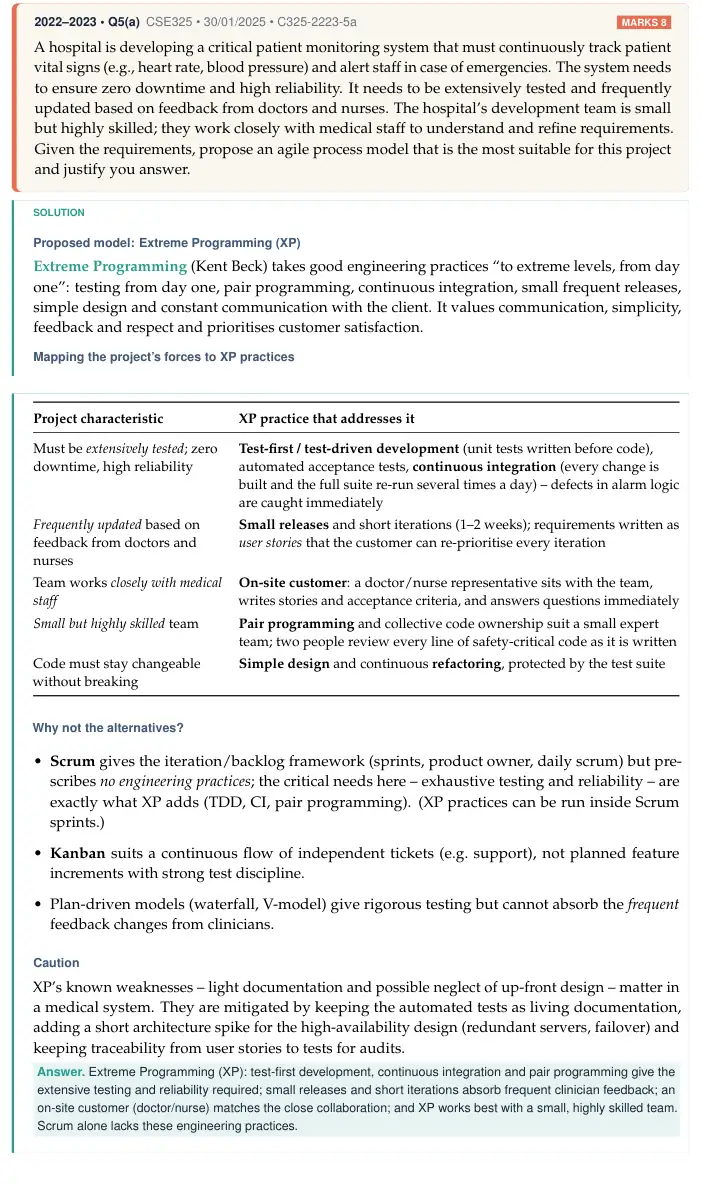 2022–2023 • Q5(a) CSE325 • 30/01/2025 • C325-2223-5a MARKS 8
A hospital is developing a critical patient monitoring system that must continuously track patient
vital signs (e.g., heart rate, blood pressure) and alert staff in case of emergencies. The system needs
to ensure zero downtime and high reliability. It needs to be extensively tested and frequently
updated based on feedback from doctors and nurses. The hospital's development team is small
but highly skilled; they work closely with medical staff to understand and refine requirements.
Given the requirements, propose an agile process model that is the most suitable for this project
and justify you answer.
SOLUTION
Proposed model: Extreme Programming (XP)
Extreme Programming (Kent Beck) takes good engineering practices “to extreme levels, from day
one”: testing from day one, pair programming, continuous integration, small frequent releases,
simple design and constant communication with the client. It values communication, simplicity,
feedback and respect and prioritises customer satisfaction.
Mapping the project's forces to XP practices
Project characteristic XP practice that addresses it
Must be extensively tested; zero Test-first / test-driven development (unit tests written before code),
downtime, high reliability automated acceptance tests, continuous integration (every change is
built and the full suite re-run several times a day) – defects in alarm logic
are caught immediately
Frequently updated based on Small releases and short iterations (1–2 weeks); requirements written as
feedback from doctors and user stories that the customer can re-prioritise every iteration
nurses
Team works closely with medical On-site customer: a doctor/nurse representative sits with the team,
staff writes stories and acceptance criteria, and answers questions immediately
Small but highly skilled team Pair programming and collective code ownership suit a small expert
team; two people review every line of safety-critical code as it is written
Code must stay changeable Simple design and continuous refactoring, protected by the test suite
without breaking
Why not the alternatives?
• Scrum gives the iteration/backlog framework (sprints, product owner, daily scrum) but pre-
scribes no engineering practices; the critical needs here – exhaustive testing and reliability – are
exactly what XP adds (TDD, CI, pair programming). (XP practices can be run inside Scrum
sprints.)
• Kanban suits a continuous flow of independent tickets (e.g. support), not planned feature
increments with strong test discipline.
• Plan-driven models (waterfall, V-model) give rigorous testing but cannot absorb the frequent
feedback changes from clinicians.
Caution
XP's known weaknesses – light documentation and possible neglect of up-front design – matter in
a medical system. They are mitigated by keeping the automated tests as living documentation,
adding a short architecture spike for the high-availability design (redundant servers, failover) and
keeping traceability from user stories to tests for audits.
Answer. Extreme Programming (XP): test-first development, continuous integration and pair programming give the
extensive testing and reliability required; small releases and short iterations absorb frequent clinician feedback; an
on-site customer (doctor/nurse) matches the close collaboration; and XP works best with a small, highly skilled team.
Scrum alone lacks these engineering practices.